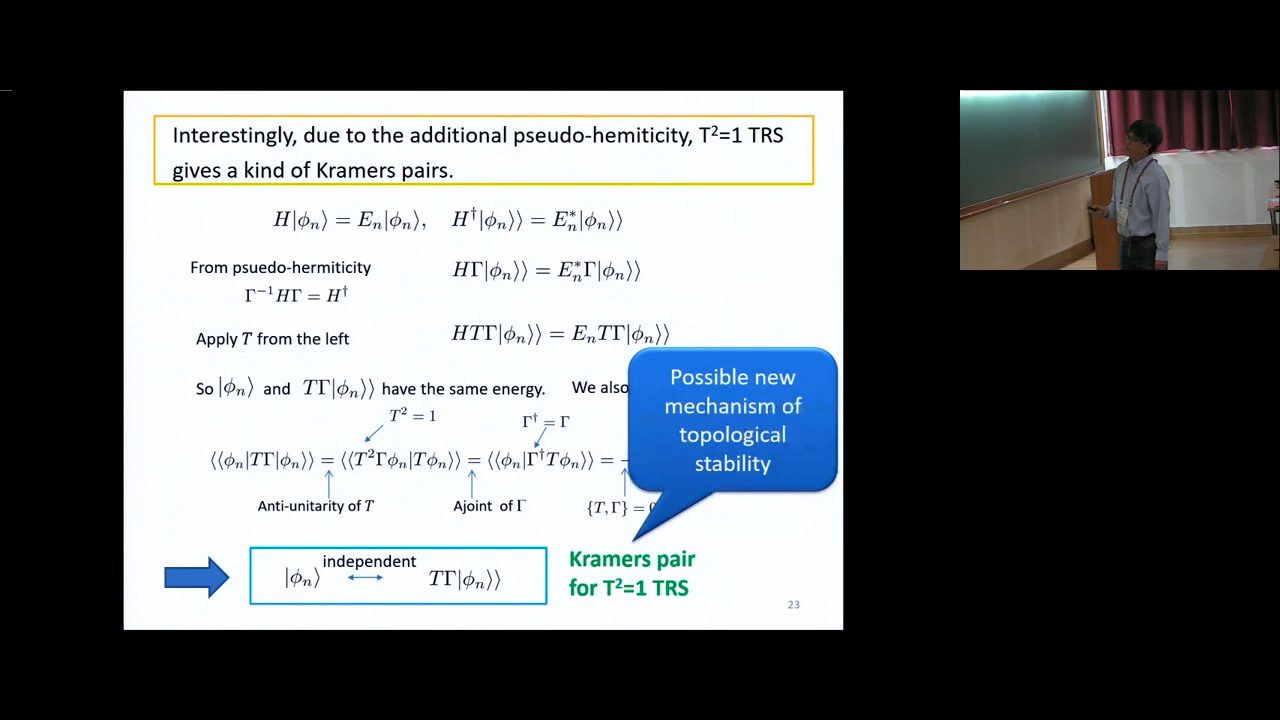 Interestingly, due to the additional pseudo-hemiticity, T²=1 TRS
gives a kind of Kramers pairs.
H|ϕₙ⟩ = Eₙ|ϕₙ⟩, H†|ϕₙ⟩⟩ = Eₙ*|ϕₙ⟩⟩
From psuedo-hermiticity
HΓ|ϕₙ⟩⟩ = Eₙ*Γ|ϕₙ⟩⟩
Γ⁻¹HΓ = H†
Apply T from the left
HTΓ|ϕₙ⟩⟩ = EₙTΓ|ϕₙ⟩⟩
So |ϕₙ⟩ and TΓ|ϕₙ⟩⟩ have the same energy. We also
T² = 1
Γ† = Γ
⟨⟨ϕₙ|TΓ|ϕₙ⟩⟩ = ⟨⟨T²Γϕₙ|Tϕₙ⟩⟩ = ⟨⟨ϕₙ|Γ†Tϕₙ⟩⟩ = −
Anti-unitarity of T
Ajoint of Γ
{T, Γ} = 0
Possible new
mechanism of
topological
stability
independent
|ϕₙ⟩ TΓ|ϕₙ⟩⟩
Kramers pair
for T²=1 TRS
23